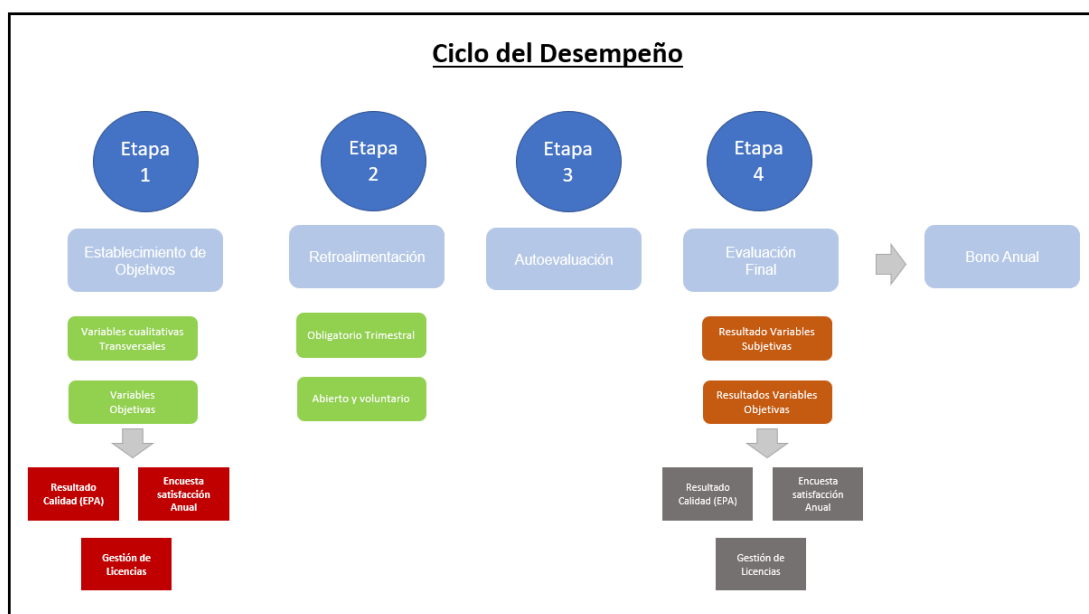 Ciclo del Desempeño
Etapa
1
Etapa
2
Etapa
3
Etapa
4
Establecimiento de
Objetivos
Retroalimentación
Autoevaluación
Evaluación
Final
Bono Anual
Variables cualitativas
Transversales
Obligatorio Trimestral
Resultado Variables
Subjetivas
Variables
Objetivas
Abierto y voluntario
Resultados Variables
Objetivas
Resultado
Calidad (EPA)
Encuesta
satisfacción
Anual
Resultado
Calidad (EPA)
Encuesta
satisfacción
Anual
Gestión de
Licencias
Gestión de
Licencias